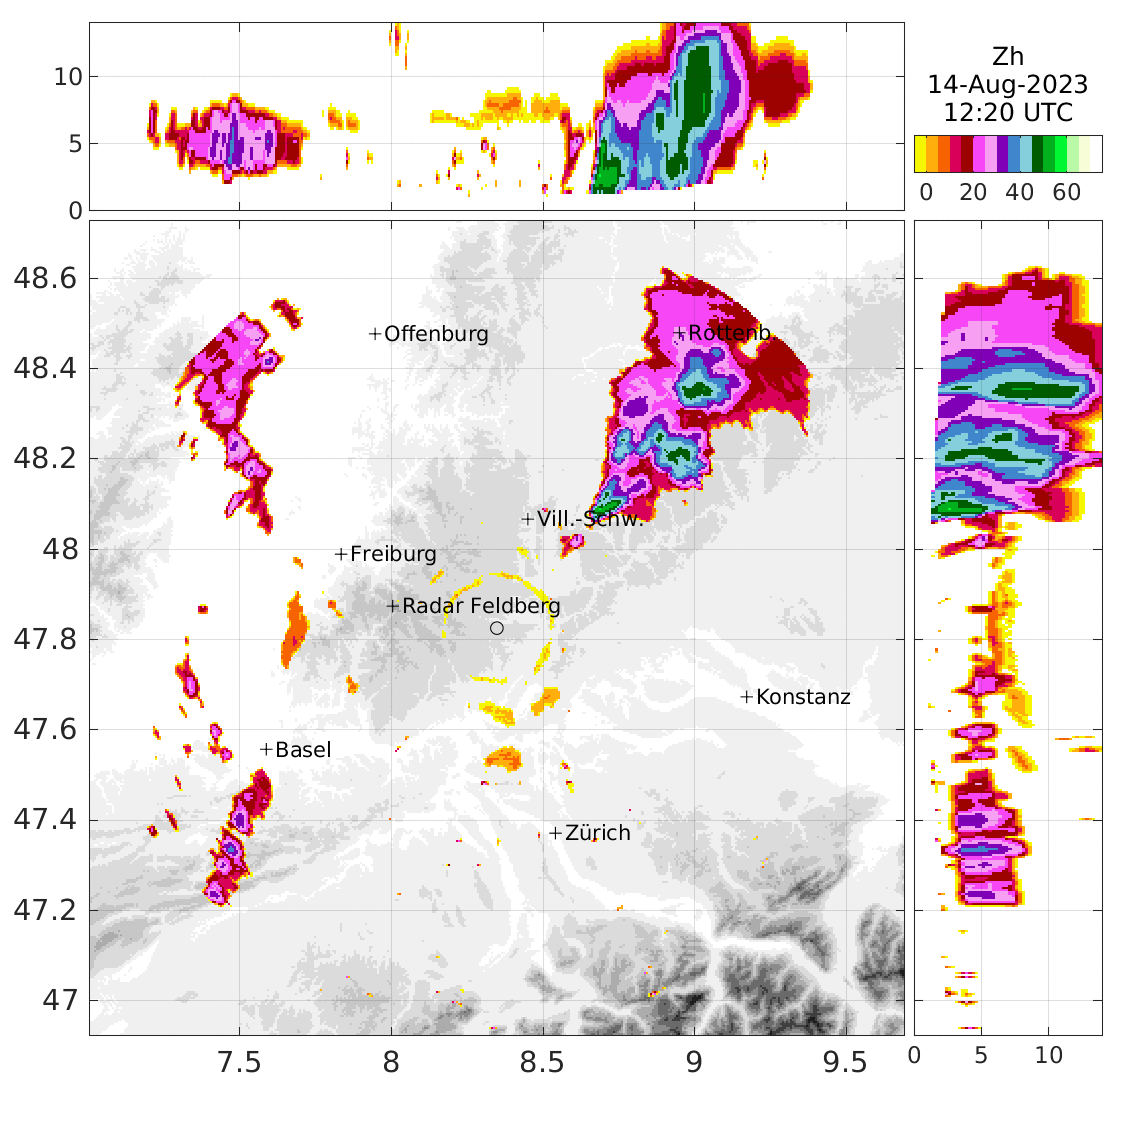 Zh
14-Aug-2023
12:20 UTC
0 20 40 60
10
5
0
48.6
48.4
48.2
48
47.8
47.6
47.4
47.2
47
+Offenburg
+Rottenb.
+Vill.-Schw.
+Freiburg
+Radar Feldberg
+Konstanz
+Basel
+Zürich
7.5 8 8.5 9 9.5
0 5 10